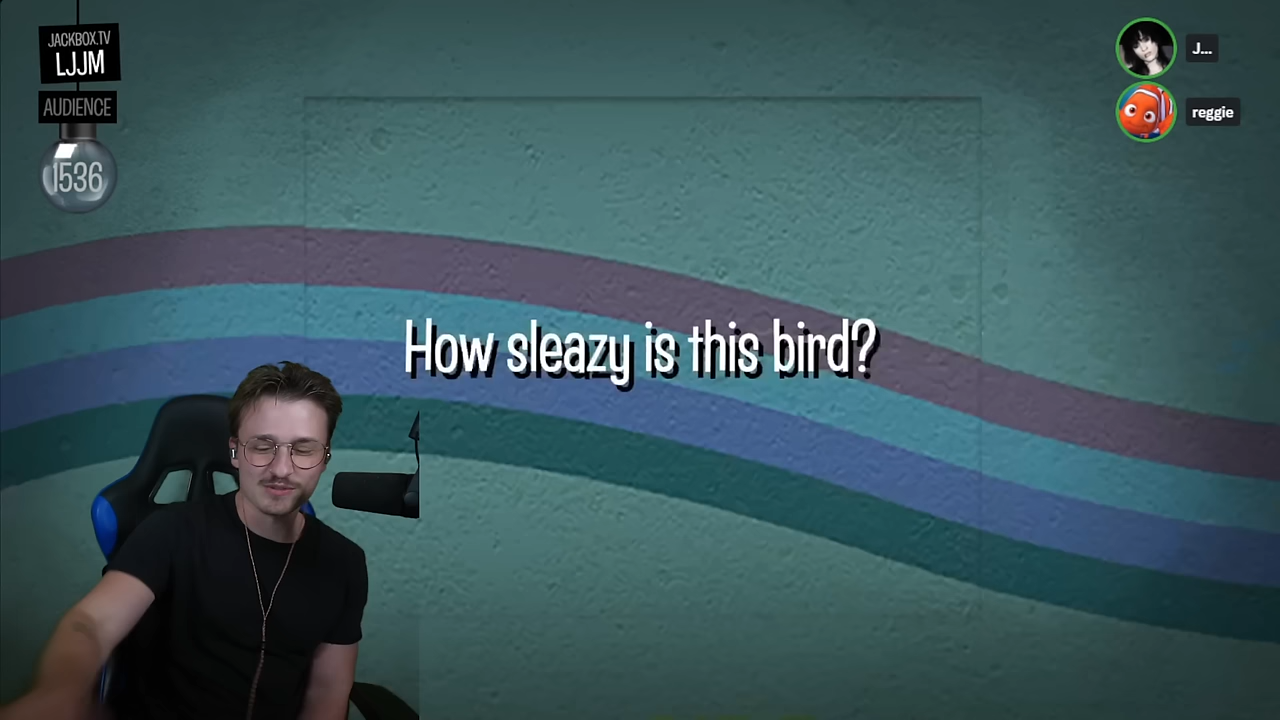 JACKBOX.TV
LJJM
AUDIENCE
1536
J...
reggie
How sleazy is this bird?